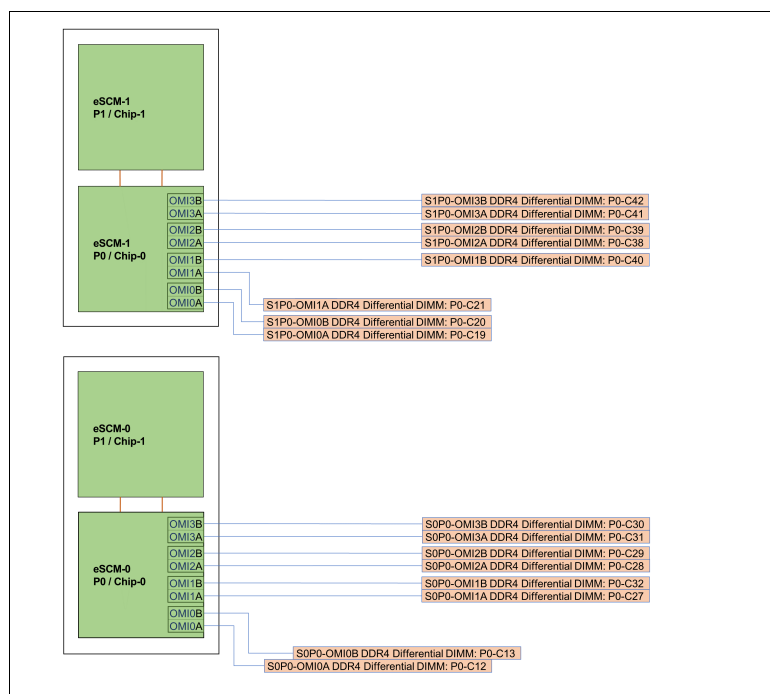 eSCM-1
P1 / Chip-1
eSCM-1
P0 / Chip-0
OMI3B
OMI3A
OMI2B
OMI2A
OMI1B
OMI1A
OMI0B
OMI0A
S1P0-OMI3B DDR4 Differential DIMM: P0-C42
S1P0-OMI3A DDR4 Differential DIMM: P0-C41
S1P0-OMI2B DDR4 Differential DIMM: P0-C39
S1P0-OMI2A DDR4 Differential DIMM: P0-C38
S1P0-OMI1B DDR4 Differential DIMM: P0-C40
S1P0-OMI1A DDR4 Differential DIMM: P0-C21
S1P0-OMI0B DDR4 Differential DIMM: P0-C20
S1P0-OMI0A DDR4 Differential DIMM: P0-C19
eSCM-0
P1 / Chip-1
eSCM-0
P0 / Chip-0
OMI3B
OMI3A
OMI2B
OMI2A
OMI1B
OMI1A
OMI0B
OMI0A
S0P0-OMI3B DDR4 Differential DIMM: P0-C30
S0P0-OMI3A DDR4 Differential DIMM: P0-C31
S0P0-OMI2B DDR4 Differential DIMM: P0-C29
S0P0-OMI2A DDR4 Differential DIMM: P0-C28
S0P0-OMI1B DDR4 Differential DIMM: P0-C32
S0P0-OMI1A DDR4 Differential DIMM: P0-C27
S0P0-OMI0B DDR4 Differential DIMM: P0-C13
S0P0-OMI0A DDR4 Differential DIMM: P0-C12